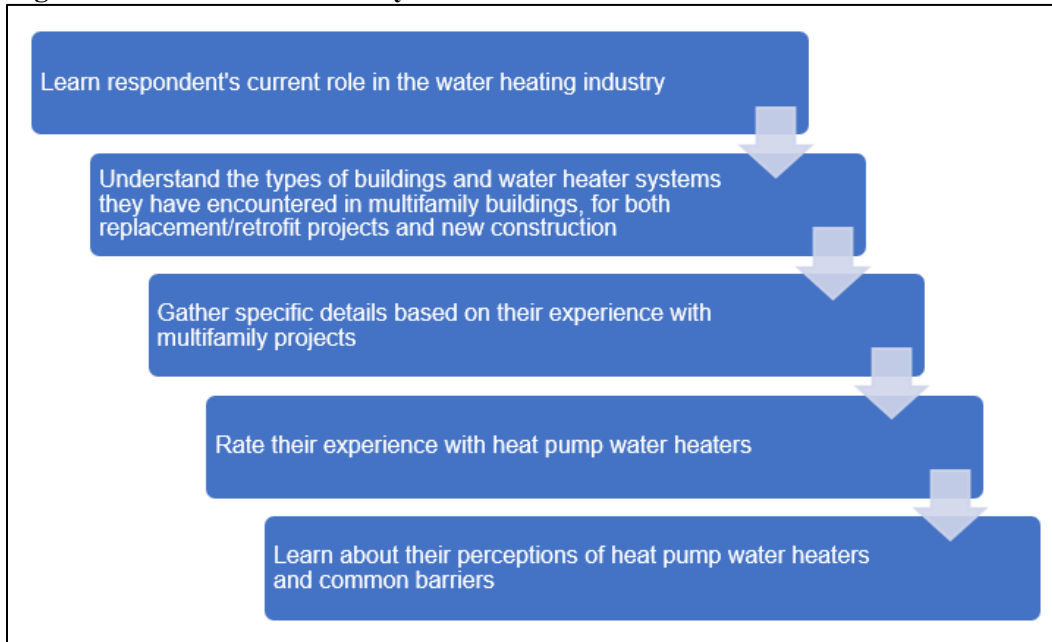 Learn respondent's current role in the water heating industry
Understand the types of buildings and water heater systems
they have encountered in multifamily buildings, for both
replacement/retrofit projects and new construction
Gather specific details based on their experience with
multifamily projects
Rate their experience with heat pump water heaters
Learn about their perceptions of heat pump water heaters
and common barriers